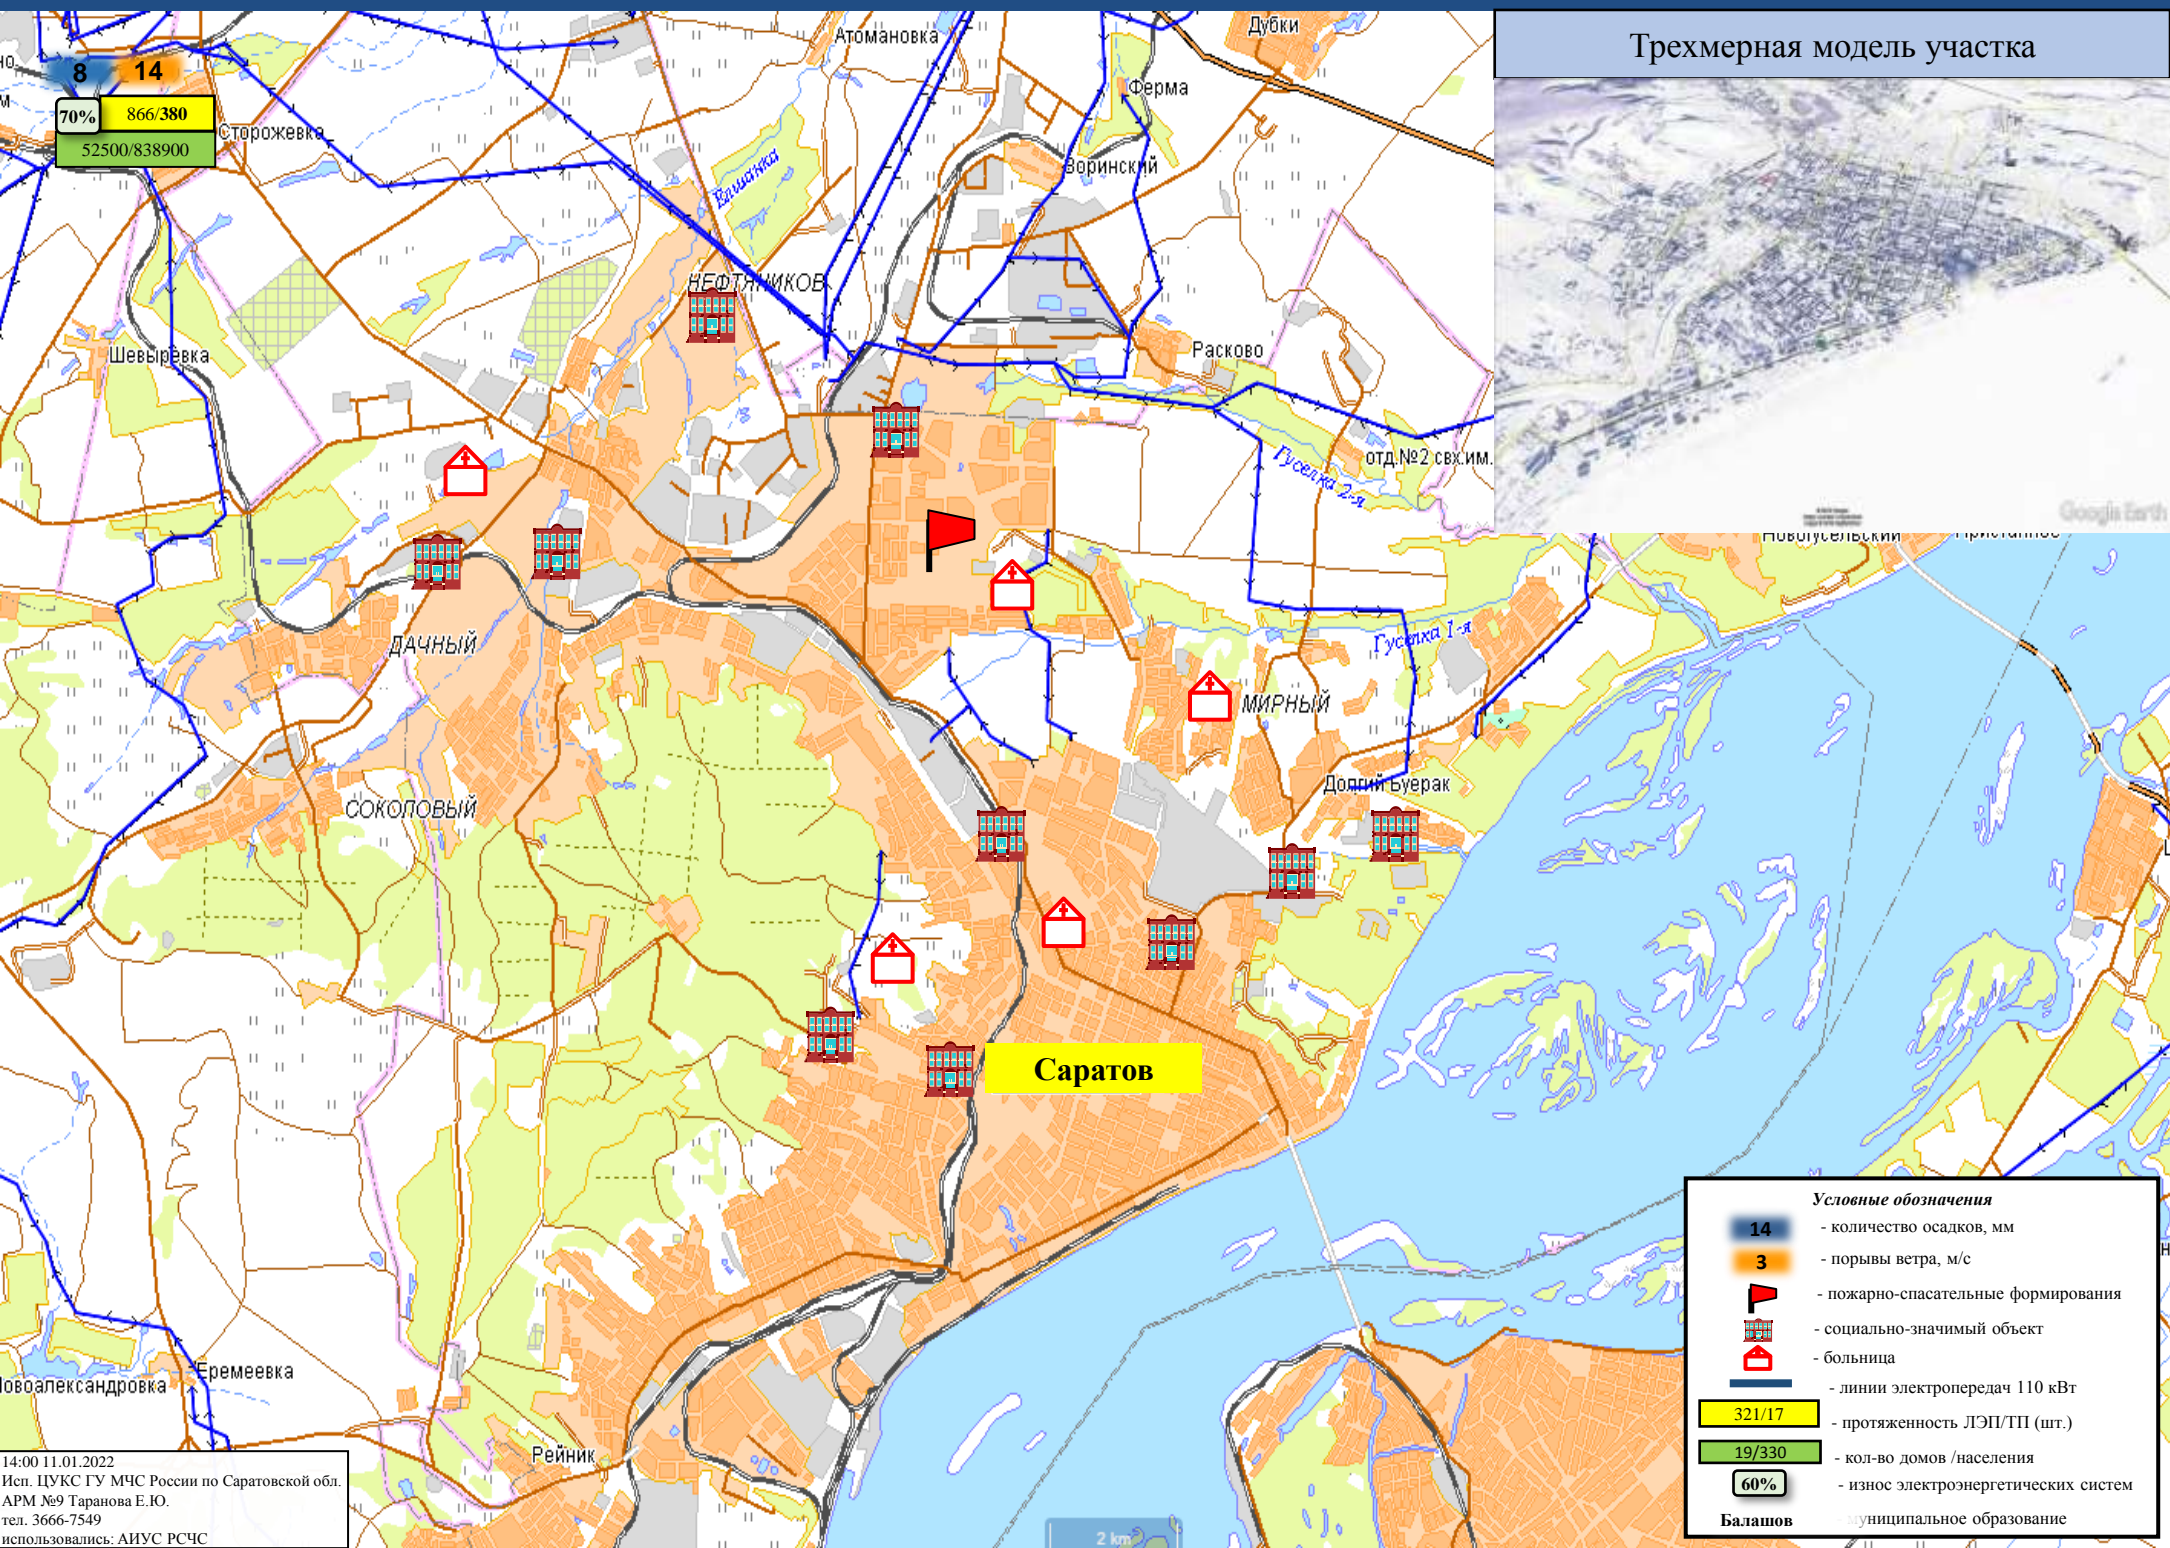 Трехмерная модель участка
Google Earth
8
14
70%
866/380
52500/838900
Атомановка
Дубки
Ферма
Сторожевка
Воринский
Елшанка
НЕФТЯНИКОВ
Шевыревка
Расково
Гуселка 2-я
отд.№2 свх.им.
Новогусельский
Пристанное
ДАЧНЫЙ
Гуселка 1-я
МИРНЫЙ
Долгий Буерак
СОКОЛОВЫЙ
Саратов
Еремеевка
Новоалександровка
Рейник
2 km
14:00 11.01.2022
Исп. ЦУКС ГУ МЧС России по Саратовской обл.
АРМ №9 Таранова Е.Ю.
тел. 3666-7549
использовались: АИУС РСЧС
Условные обозначения
14 - количество осадков, мм
3 - порывы ветра, м/с
- пожарно-спасательные формирования
- социально-значимый объект
- больница
- линии электропередач 110 кВт
321/17 - протяженность ЛЭП/ТП (шт.)
19/330 - кол-во домов /населения
60% - износ электроэнергетических систем
Балашов - муниципальное образование